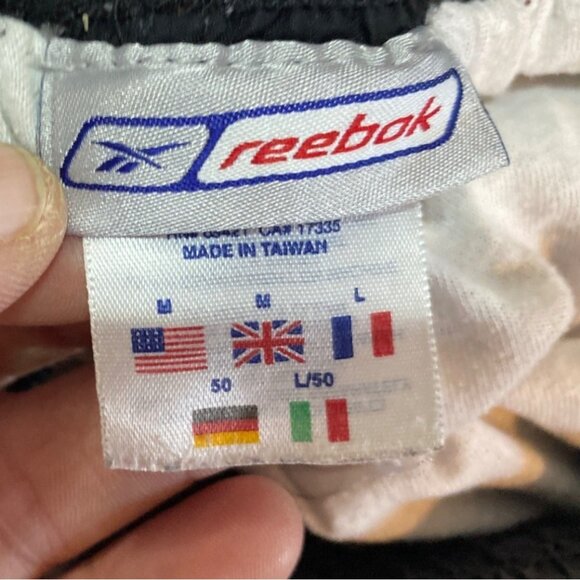 reebok
RN# 65421 CA# 17335
MADE IN TAIWAN
M M L
50 L/50